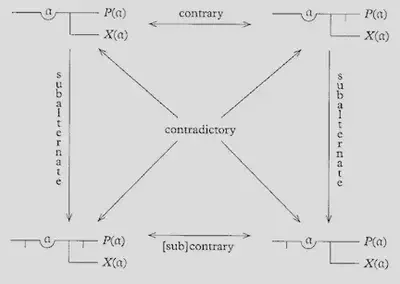 a P(a) contrary a P(a)
X(a) X(a)
subalternate subalternate
contradictory
a P(a) [sub]contrary a P(a)
X(a) X(a)